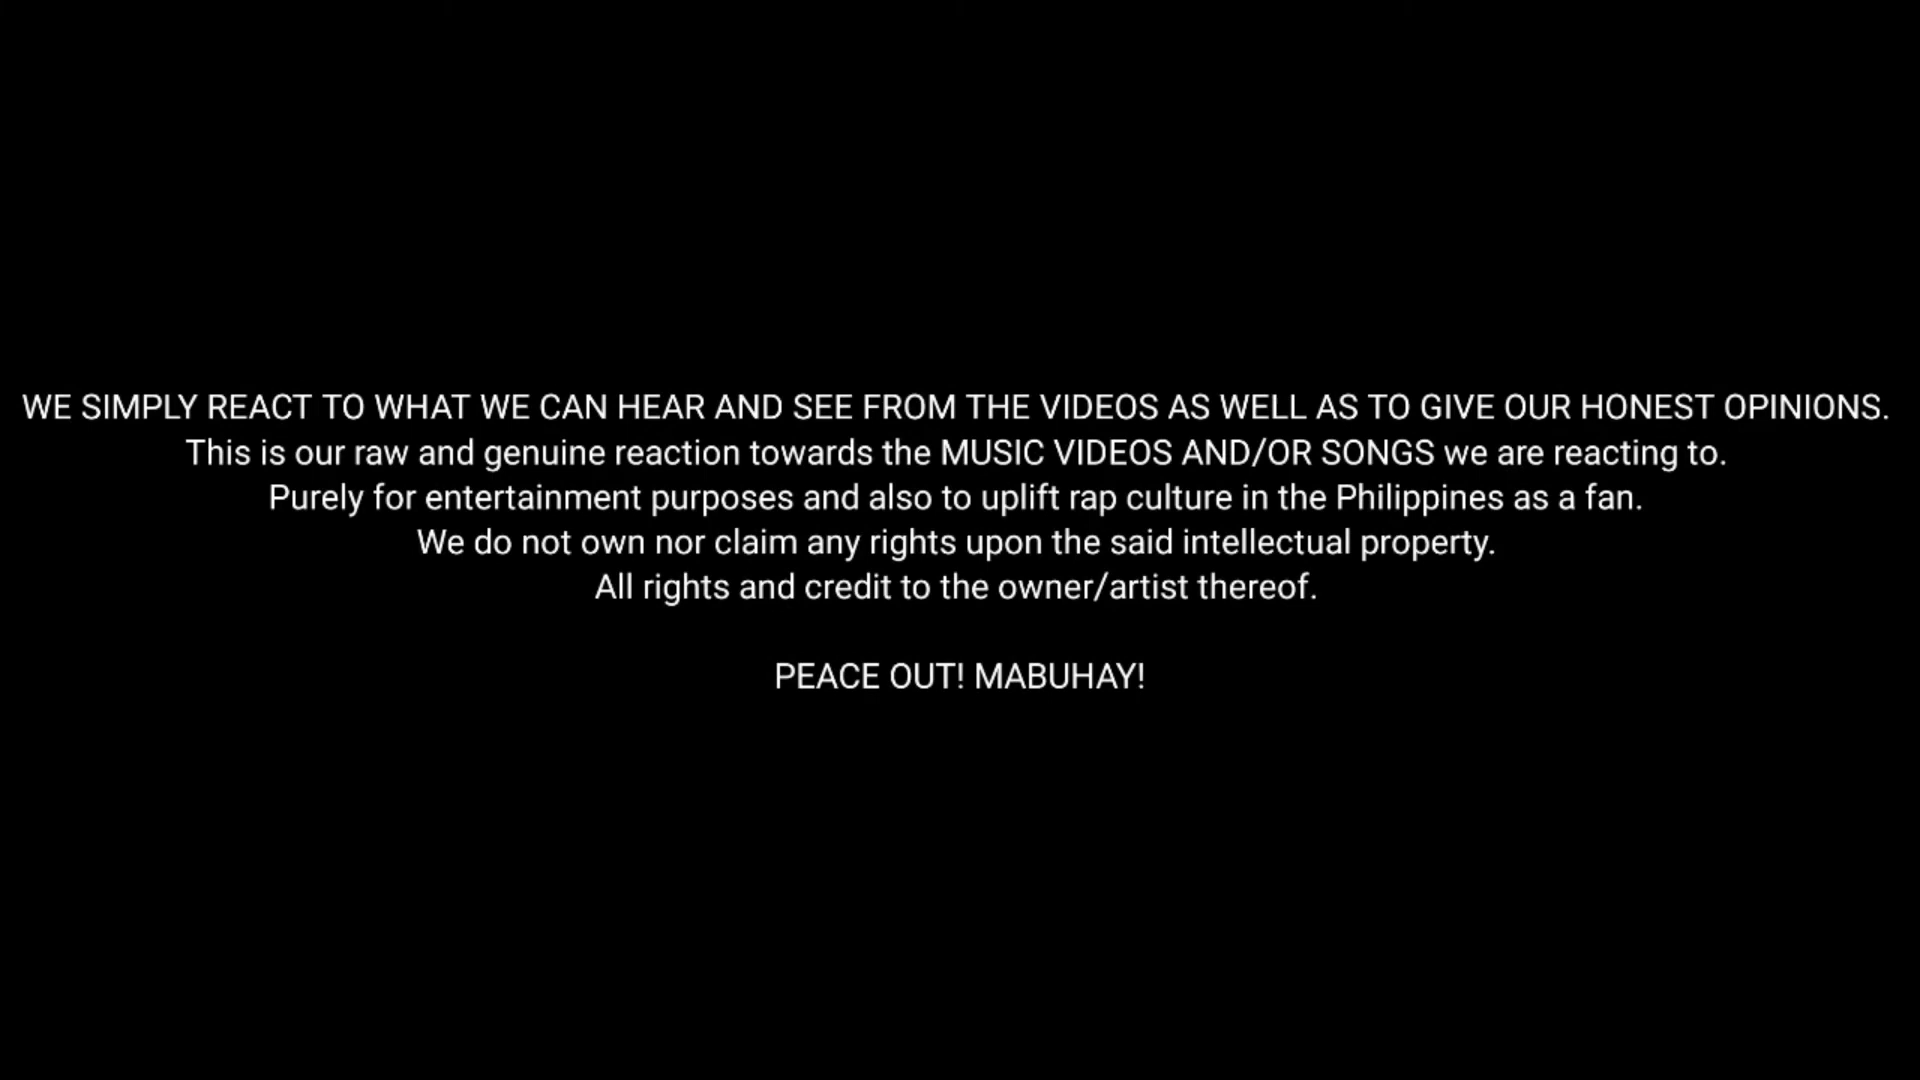 WE SIMPLY REACT TO WHAT WE CAN HEAR AND SEE FROM THE VIDEOS AS WELL AS TO GIVE OUR HONEST OPINIONS.
This is our raw and genuine reaction towards the MUSIC VIDEOS AND/OR SONGS we are reacting to.
Purely for entertainment purposes and also to uplift rap culture in the Philippines as a fan.
We do not own nor claim any rights upon the said intellectual property.
All rights and credit to the owner/artist thereof.
PEACE OUT! MABUHAY!